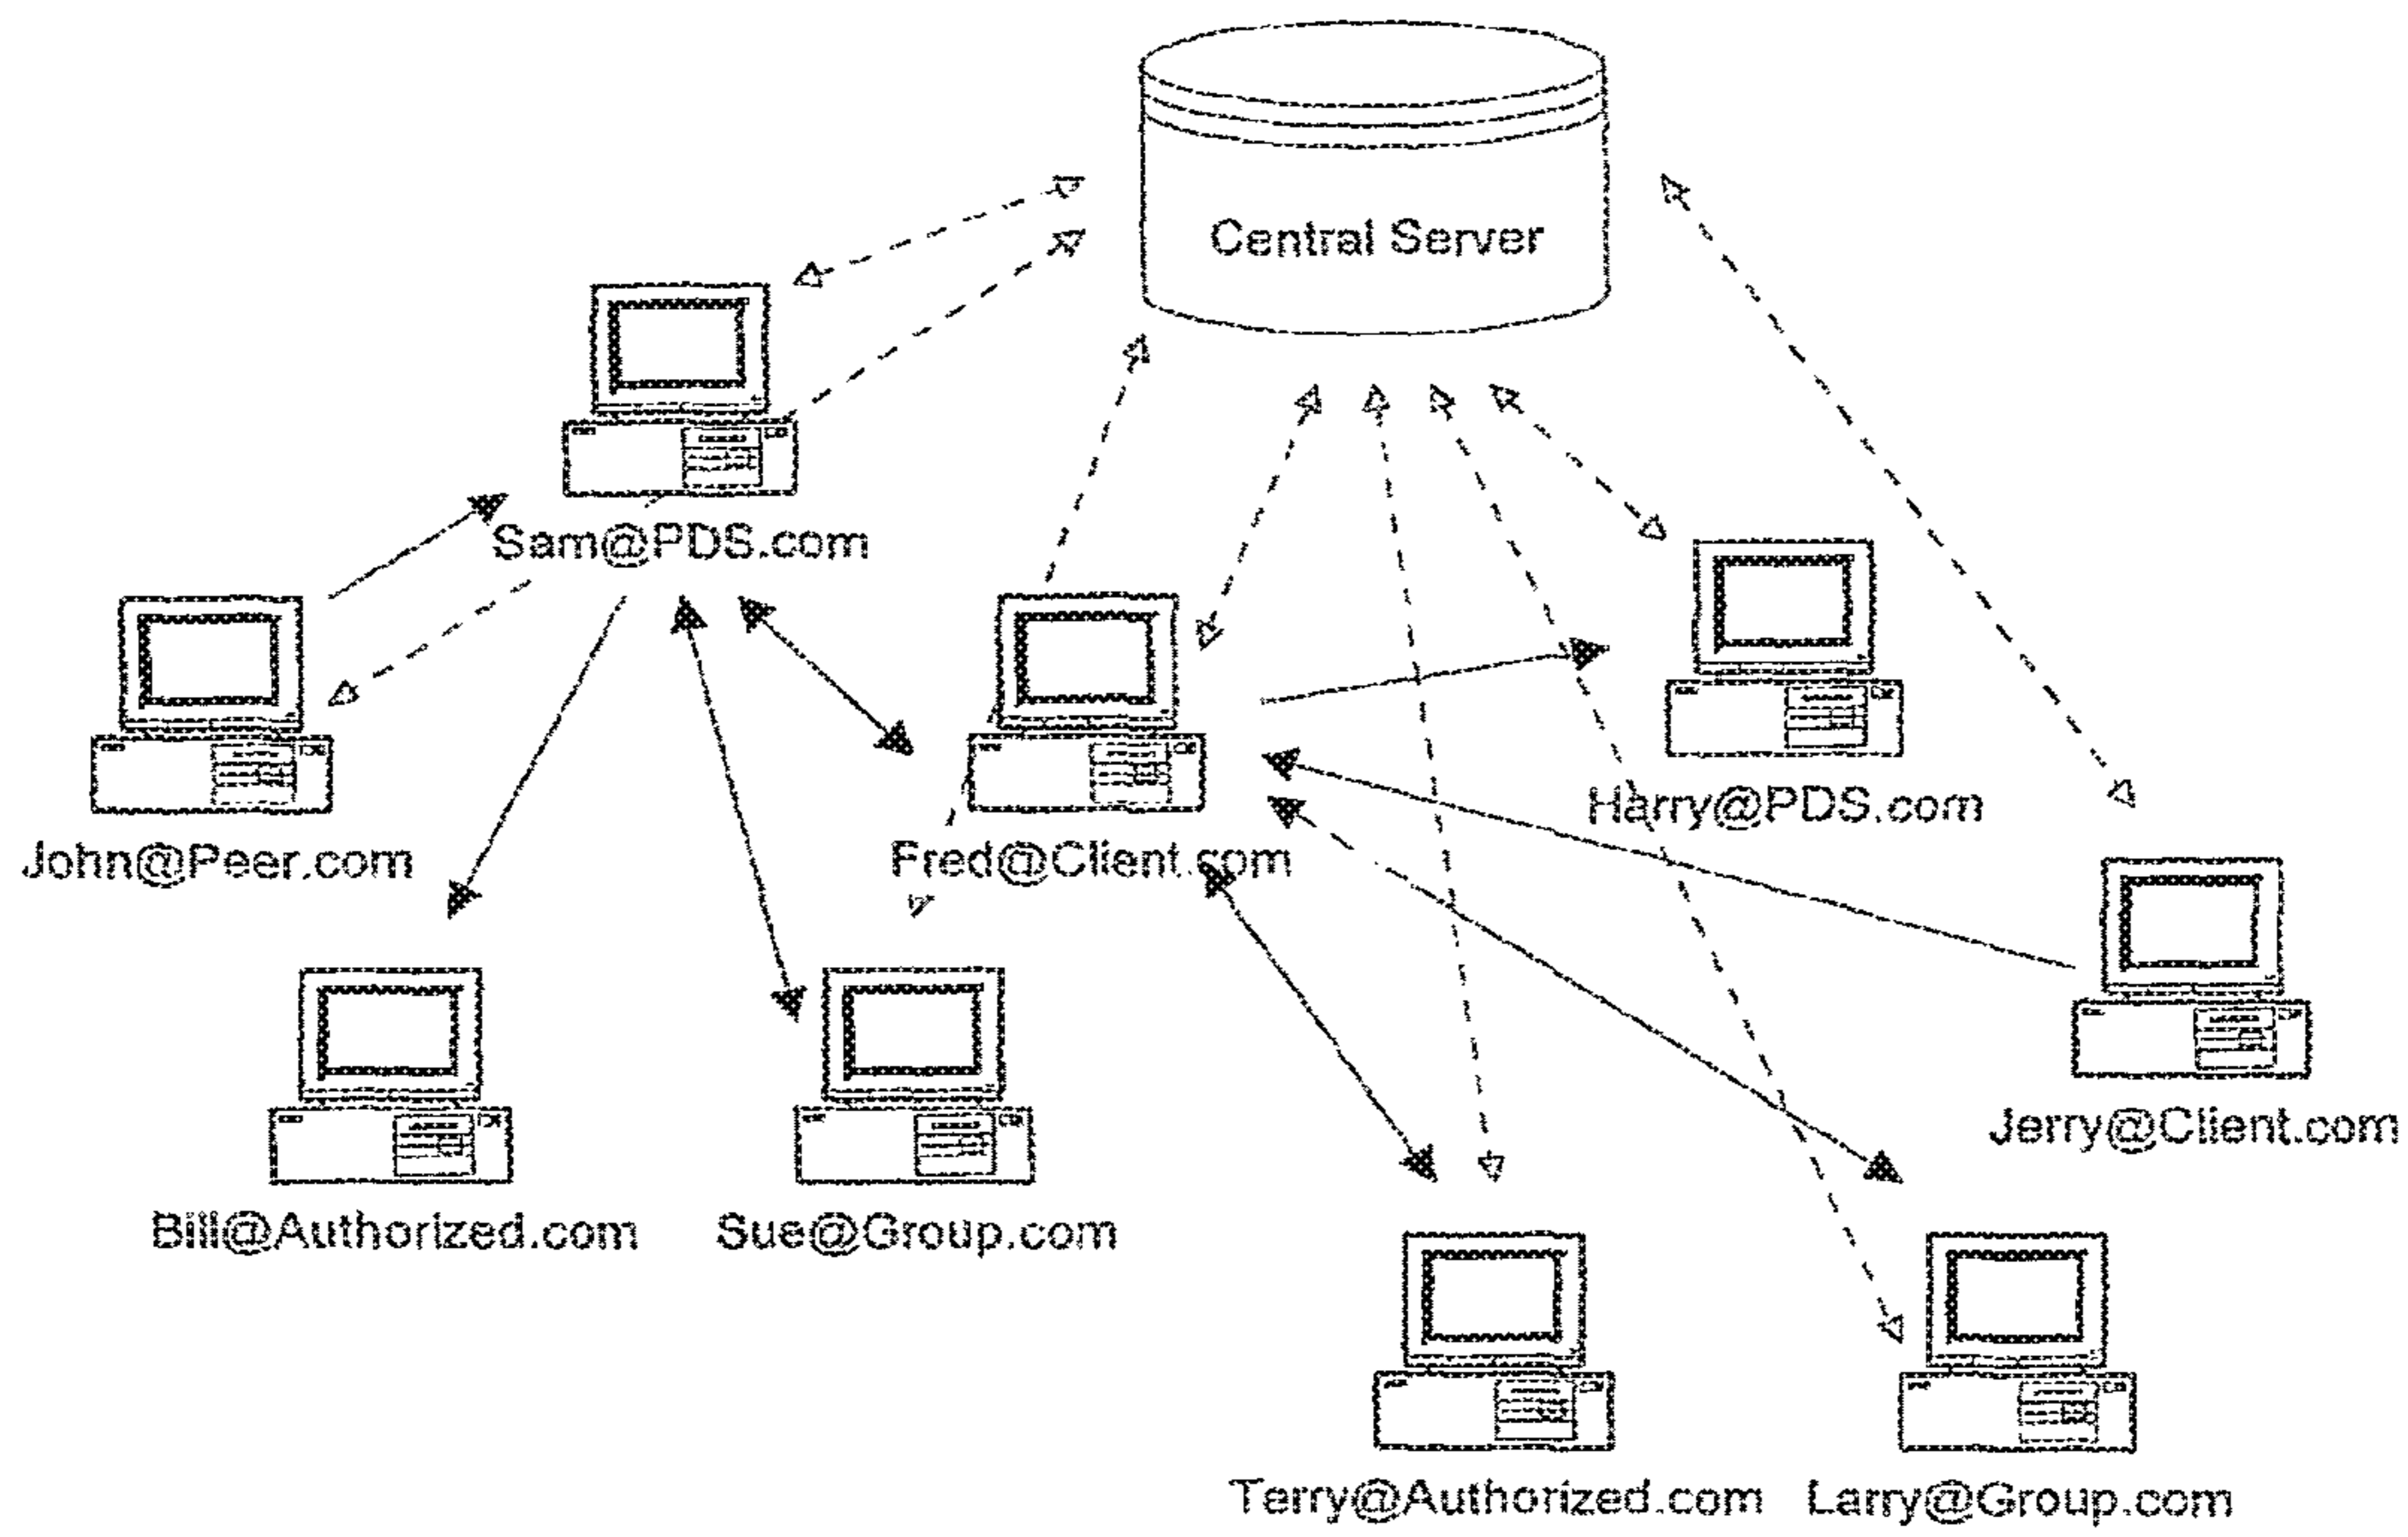 Central Server
Sam@PDS.com
John@Peer.com
Fred@Client.com
Harry@PDS.com
Jerry@Client.com
Bill@Authorized.com
Sue@Group.com
Terry@Authorized.com
Larry@Group.com